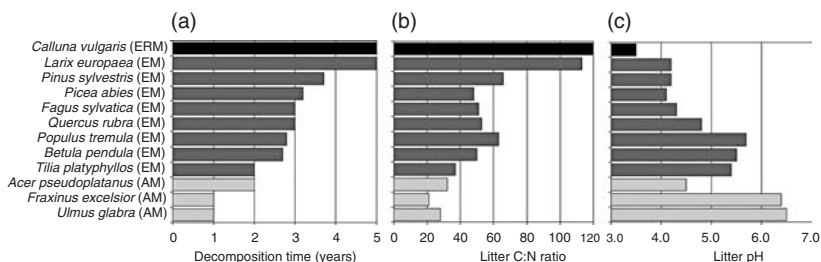 (a) (b) (c)
Calluna vulgaris (ERM)
Larix europaea (EM)
Pinus sylvestris (EM)
Picea abies (EM)
Fagus sylvatica (EM)
Quercus rubra (EM)
Populus tremula (EM)
Betula pendula (EM)
Tilia platyphyllos (EM)
Acer pseudoplatanus (AM)
Fraxinus excelsior (AM)
Ulmus glabra (AM)
0 1 2 3 4 5
Decomposition time (years)
0 20 40 60 80 100 120
Litter C:N ratio
3.0 4.0 5.0 6.0 7.0
Litter pH